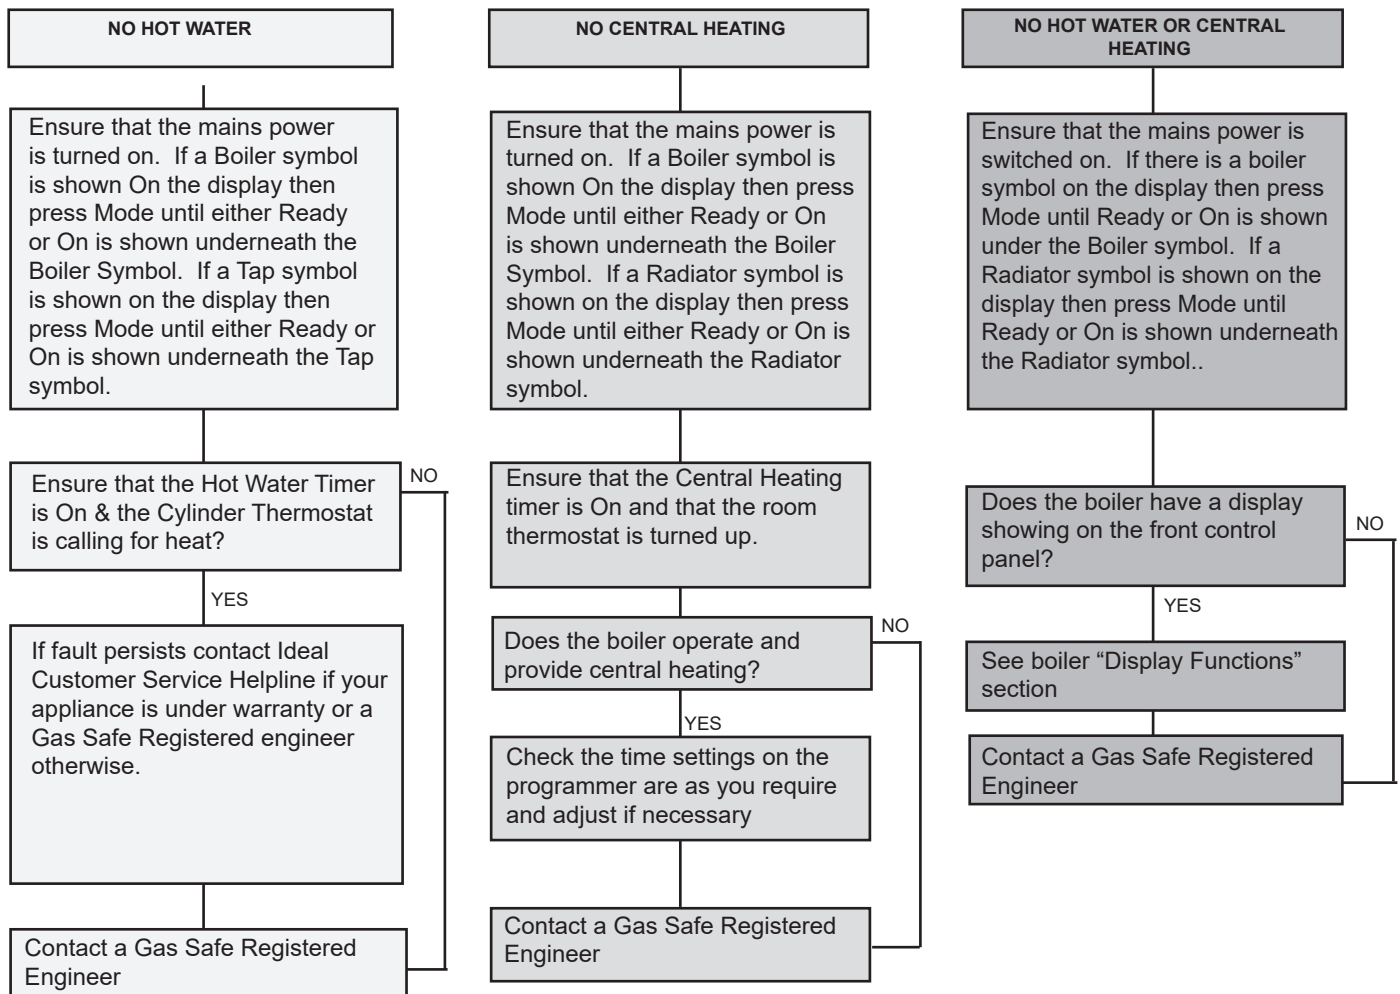 NO HOT WATER
Ensure that the mains power
is turned on.  If a Boiler symbol
is shown On the display then
press Mode until either Ready
or On is shown underneath the
Boiler Symbol.  If a Tap symbol
is shown on the display then
press Mode until either Ready or
On is shown underneath the Tap
symbol.
Ensure that the Hot Water Timer
is On & the Cylinder Thermostat
is calling for heat?
NO
YES
If fault persists contact Ideal
Customer Service Helpline if your
appliance is under warranty or a
Gas Safe Registered engineer
otherwise.
Contact a Gas Safe Registered
Engineer
NO CENTRAL HEATING
Ensure that the mains power is
turned on.  If a Boiler symbol is
shown On the display then press
Mode until either Ready or On
is shown underneath the Boiler
Symbol.  If a Radiator symbol is
shown on the display then press
Mode until either Ready or On is
shown underneath the Radiator
symbol.
Ensure that the Central Heating
timer is On and that the room
thermostat is turned up.
Does the boiler operate and
provide central heating?
NO
YES
Check the time settings on the
programmer are as you require
and adjust if necessary
Contact a Gas Safe Registered
Engineer
NO HOT WATER OR CENTRAL
HEATING
Ensure that the mains power is
switched on.  If there is a boiler
symbol on the display then press
Mode until Ready or On is shown
under the Boiler symbol.  If a
Radiator symbol is shown on the
display then press Mode until
Ready or On is shown underneath
the Radiator symbol..
Does the boiler have a display
showing on the front control
panel?
NO
YES
See boiler “Display Functions”
section
Contact a Gas Safe Registered
Engineer